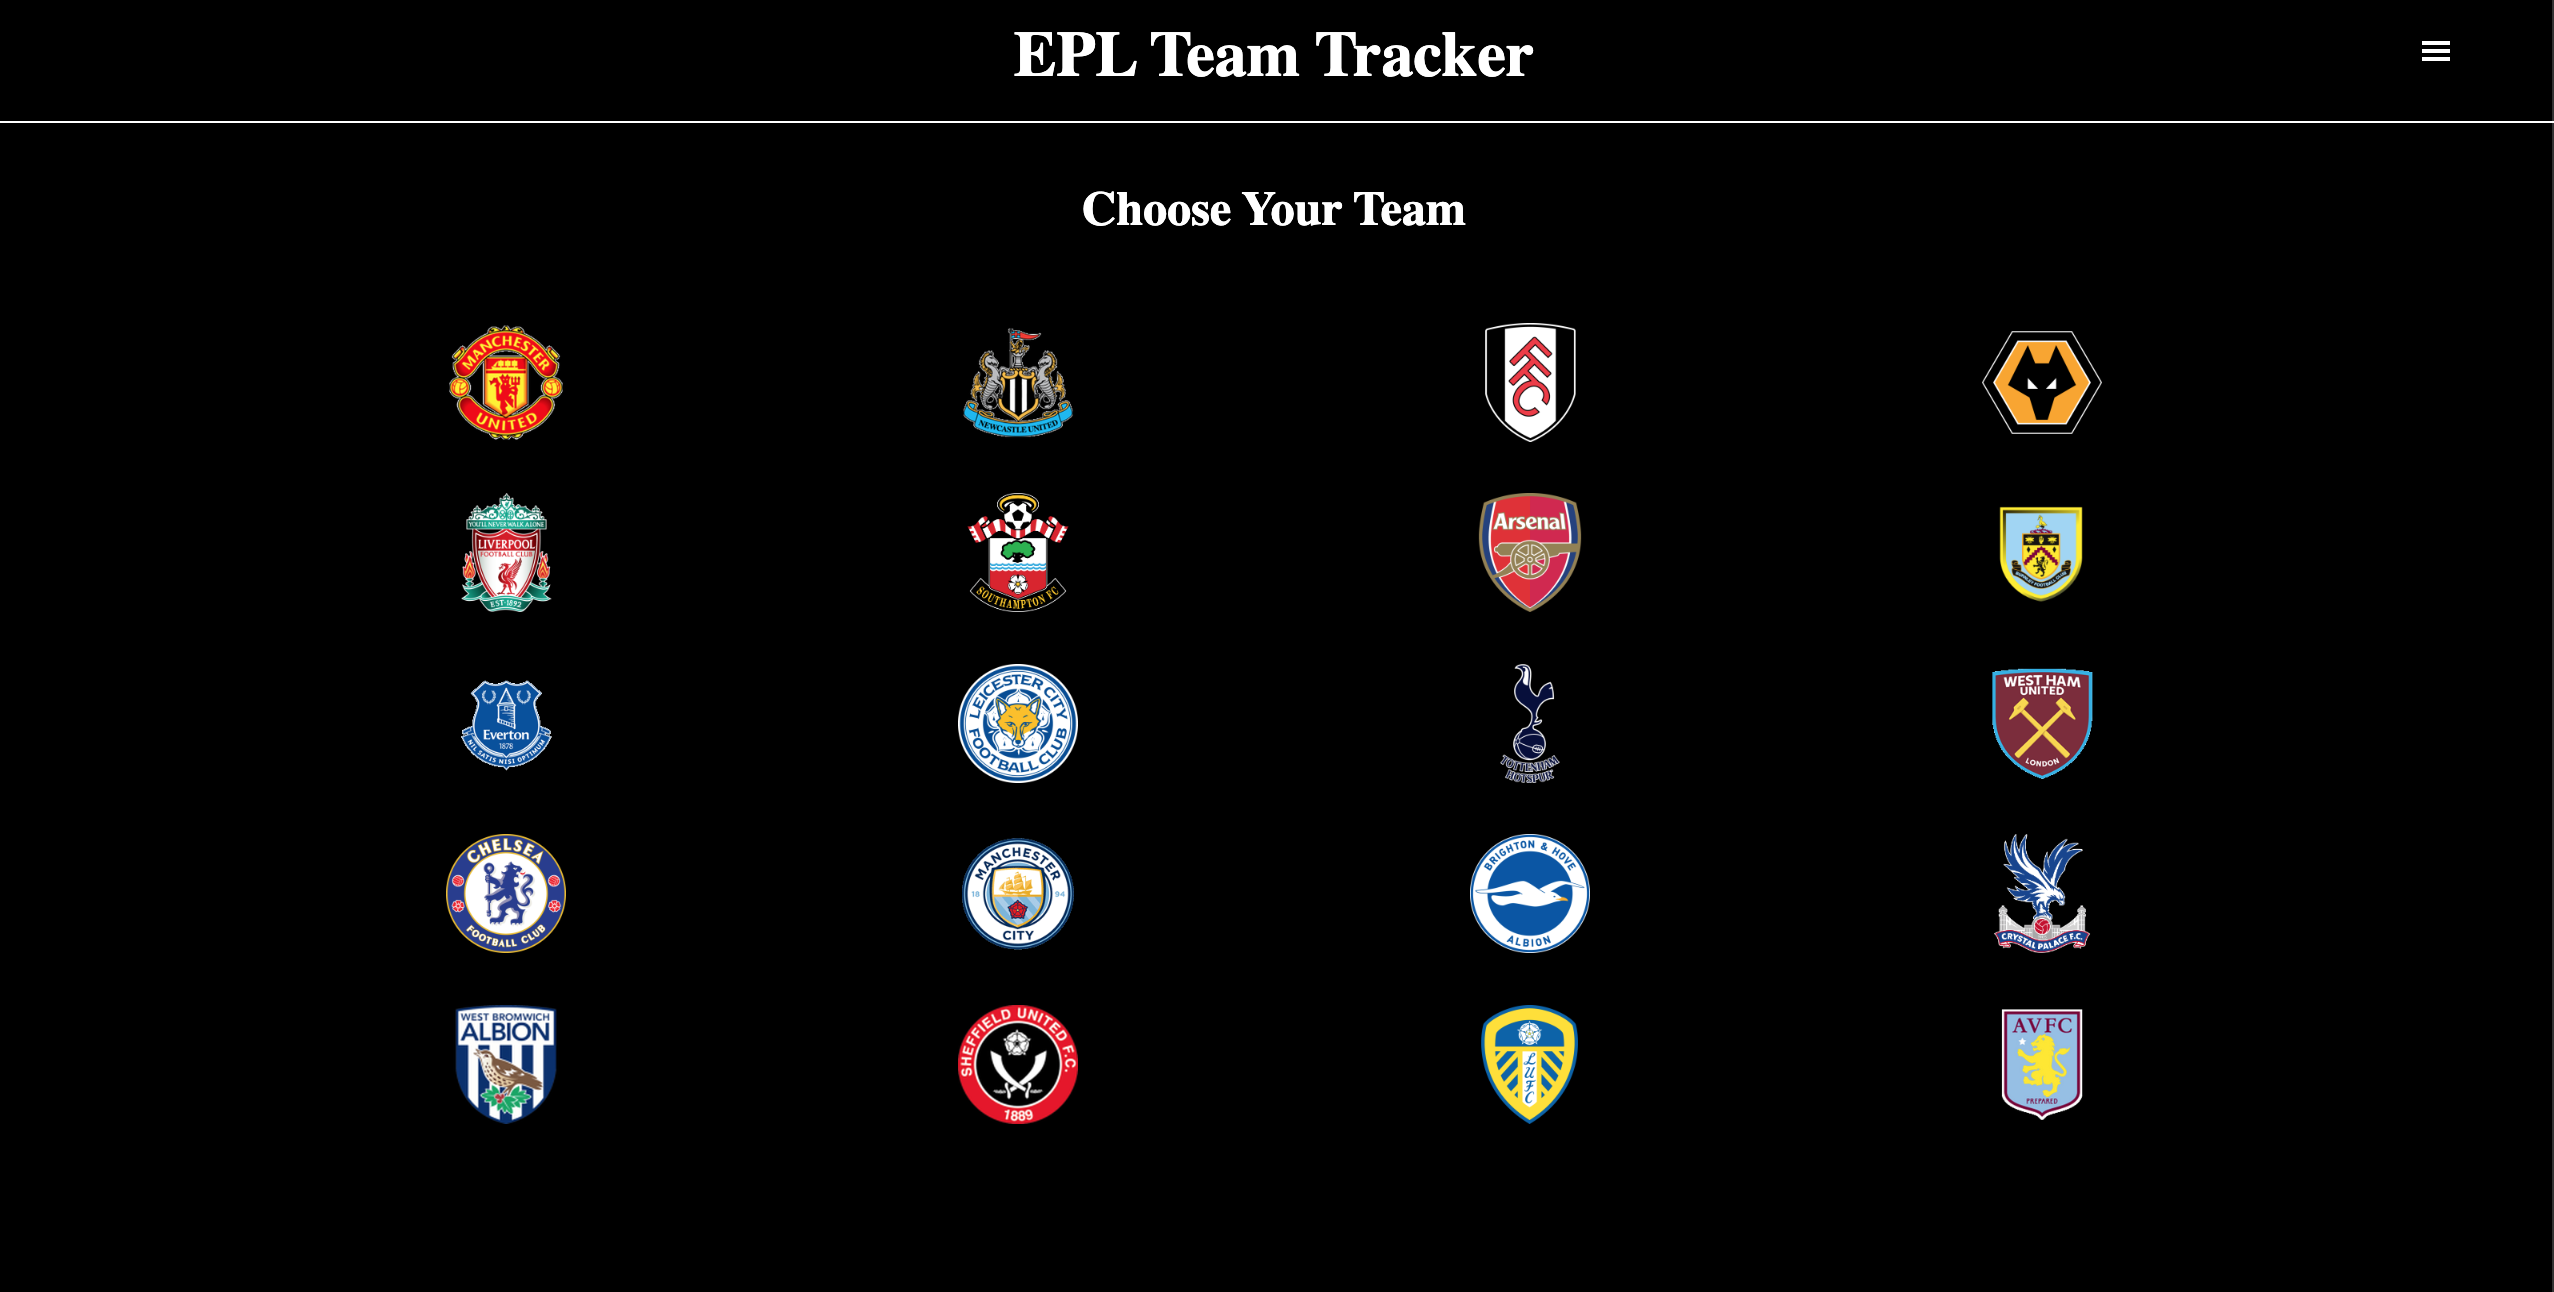 EPL Team Tracker
Choose Your Team
MANCHESTER
UNITED
NEWCASTLE UNITED
FFC
YOU'LL NEVER WALK ALONE
LIVERPOOL
FOOTBALL CLUB
EST·1892
SOUTHAMPTON FC
Arsenal
Everton
1878
NIL SATIS NISI OPTIMUM
LEICESTER CITY
FOOTBALL CLUB
TOTTENHAM
HOTSPUR
WEST HAM
UNITED
LONDON
CHELSEA
FOOTBALL CLUB
MANCHESTER
18 94
CITY
BRIGHTON & HOVE
ALBION
CRYSTAL PALACE F.C.
WEST BROMWICH
ALBION
SHEFFIELD UNITED F.C.
1889
LUFC
AVFC
PREPARED